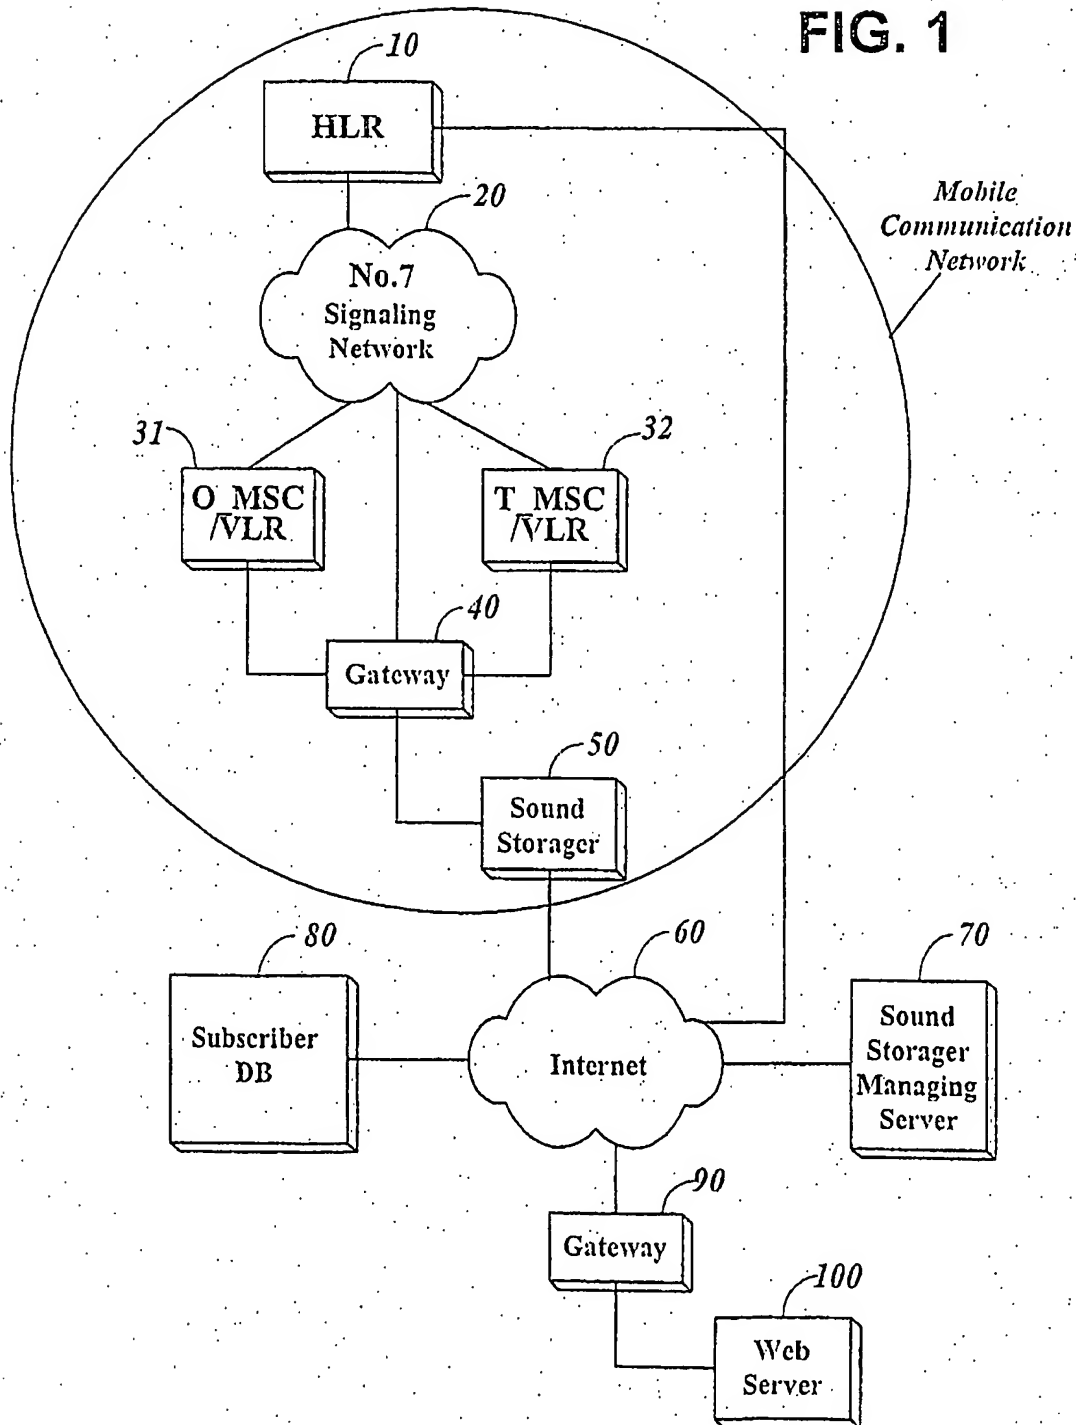 FIG. 1
10
HLR
20
Mobile
Communication
Network
No.7
Signaling
Network
31
32
O_MSC
/VLR
T_MSC
/VLR
40
Gateway
50
Sound
Storager
80
60
70
Subscriber
DB
Internet
Sound
Storager
Managing
Server
90
Gateway
100
Web
Server